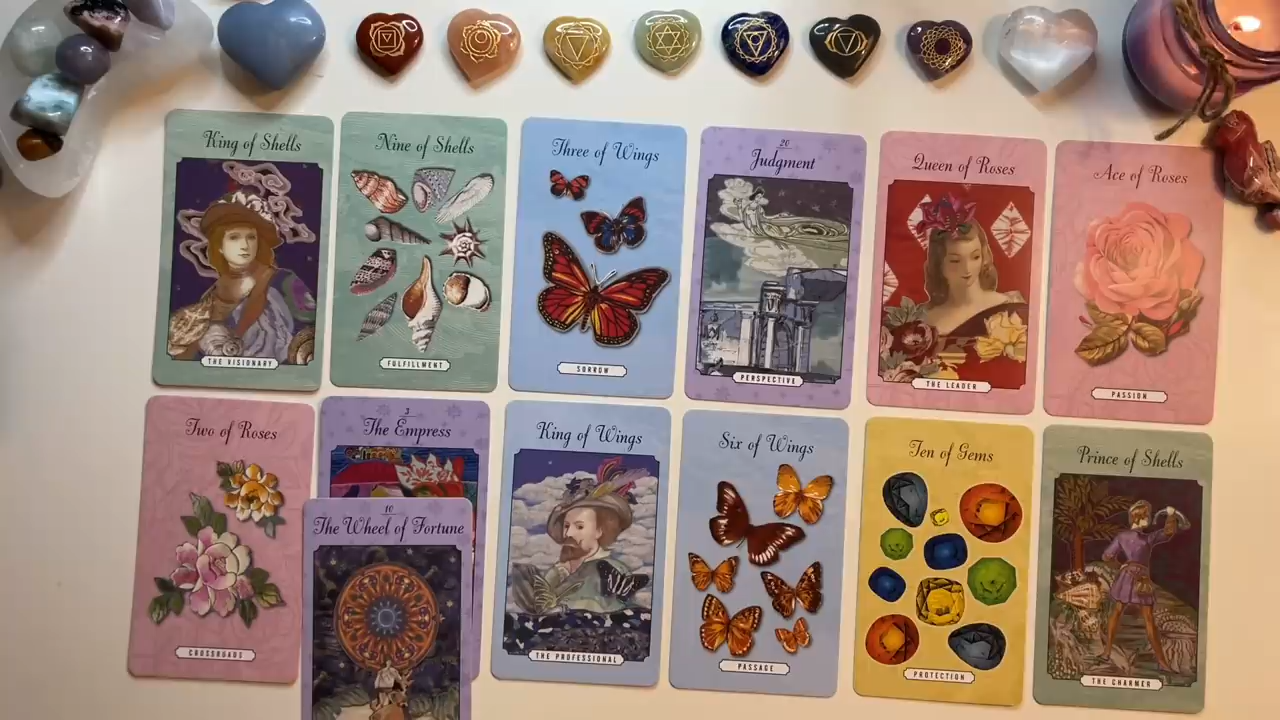 King of Shells
THE VISIONARY
Nine of Shells
FULFILLMENT
Three of Wings
SORROW
20
Judgment
PERSPECTIVE
Queen of Roses
THE LEADER
Ace of Roses
PASSION
Two of Roses
CROSSROADS
3
The Empress
10
The Wheel of Fortune
King of Wings
THE PROFESSIONAL
Six of Wings
PASSAGE
Ten of Gems
PROTECTION
Prince of Shells
THE CHARMER